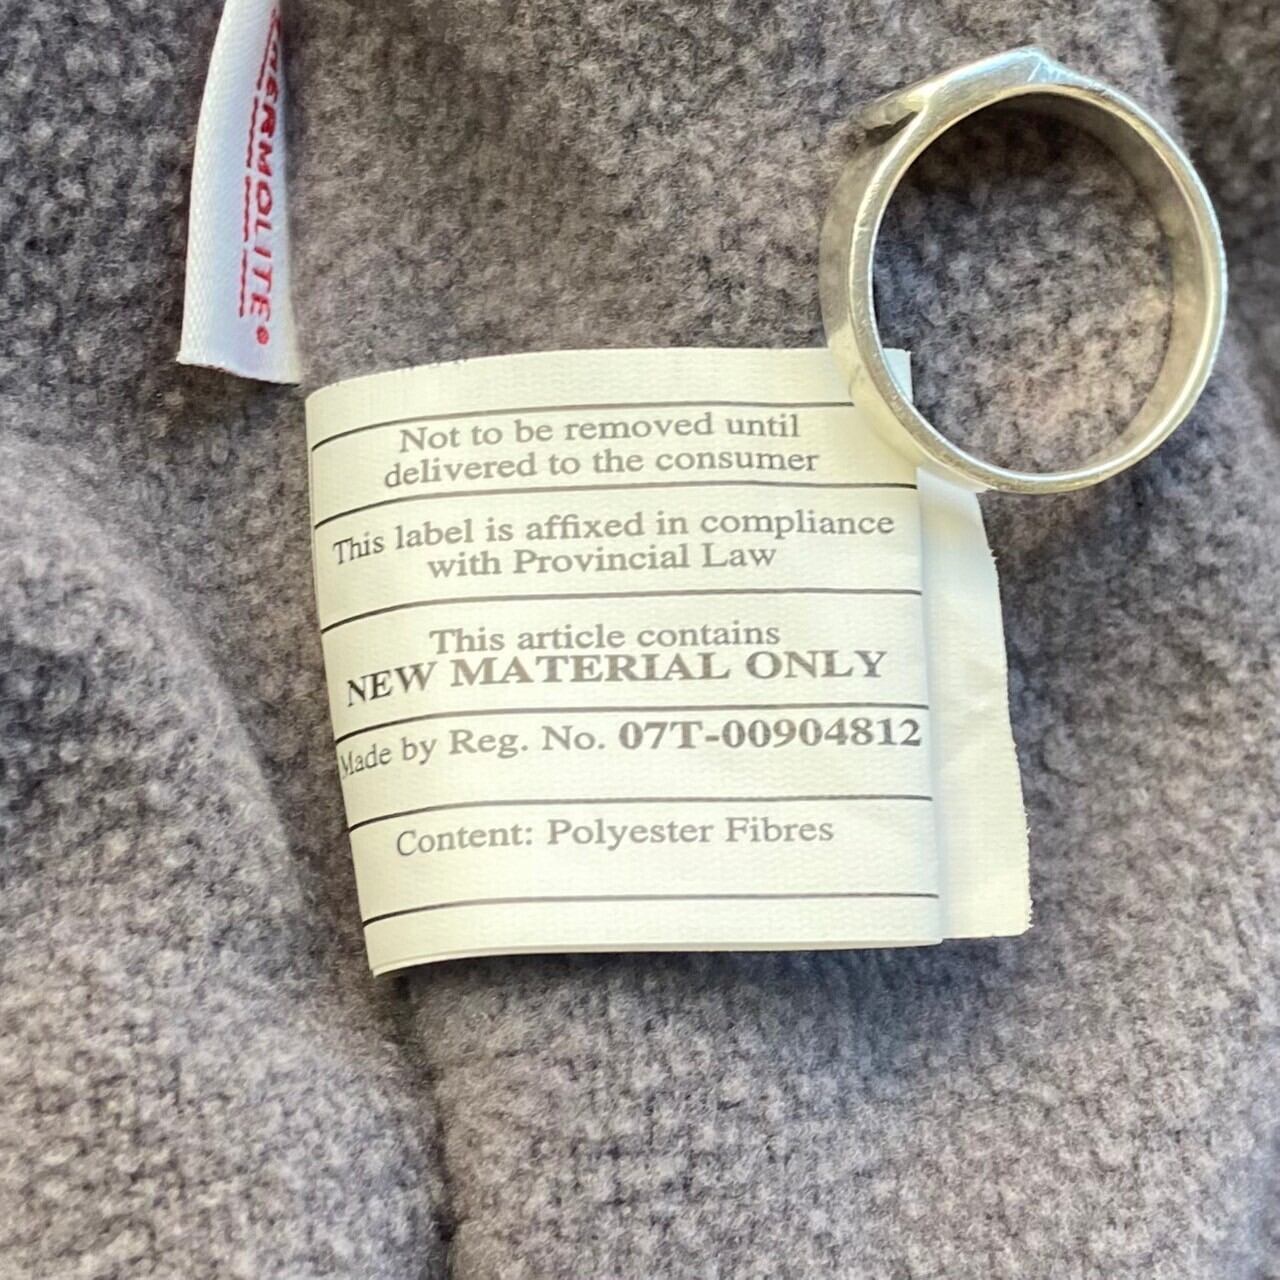 THERMOLITE®
Not to be removed until
delivered to the consumer
This label is affixed in compliance
with Provincial Law
This article contains
NEW MATERIAL ONLY
Made by Reg. No. 07T-00904812
Content: Polyester Fibres